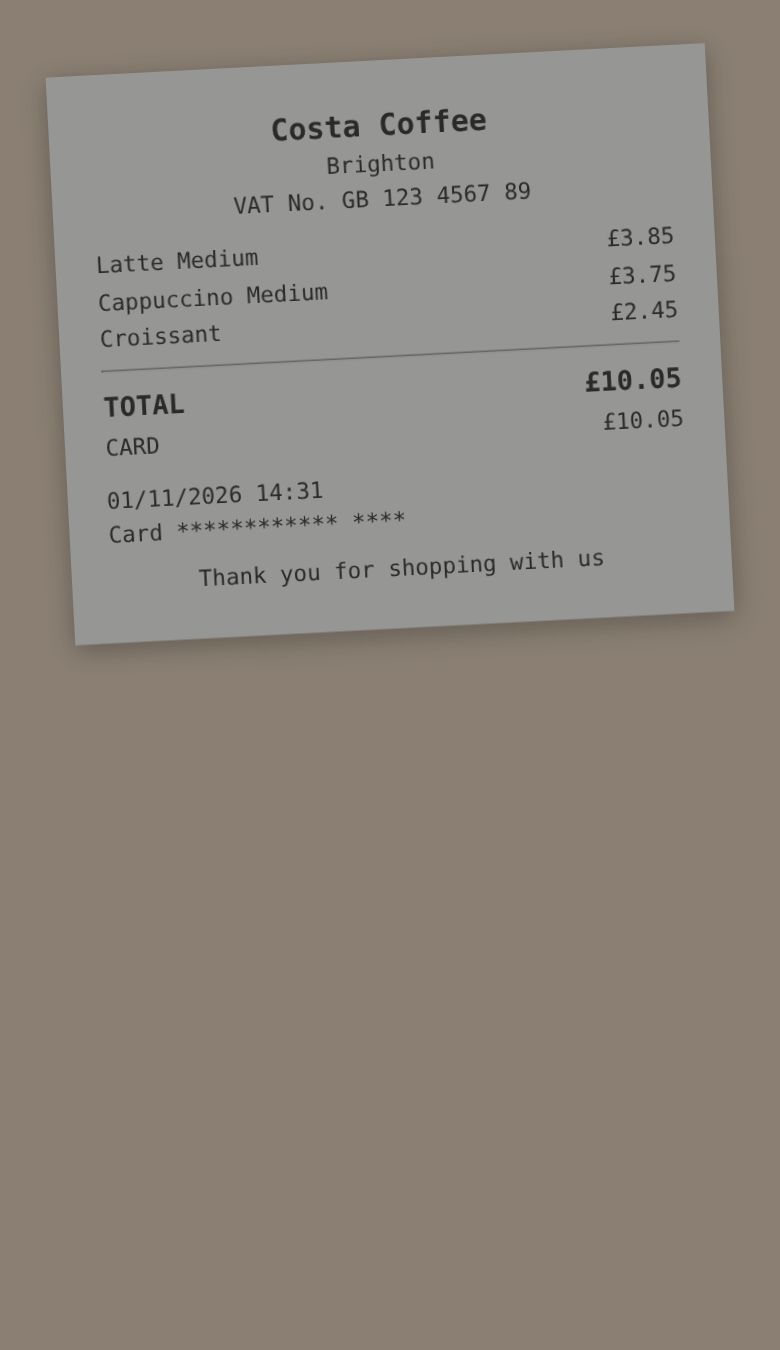 Costa Coffee
Brighton
VAT No. GB 123 4567 89
Latte Medium £3.85
Cappuccino Medium £3.75
Croissant £2.45
TOTAL £10.05
CARD £10.05
01/11/2026 14:31
Card ************ ****
Thank you for shopping with us